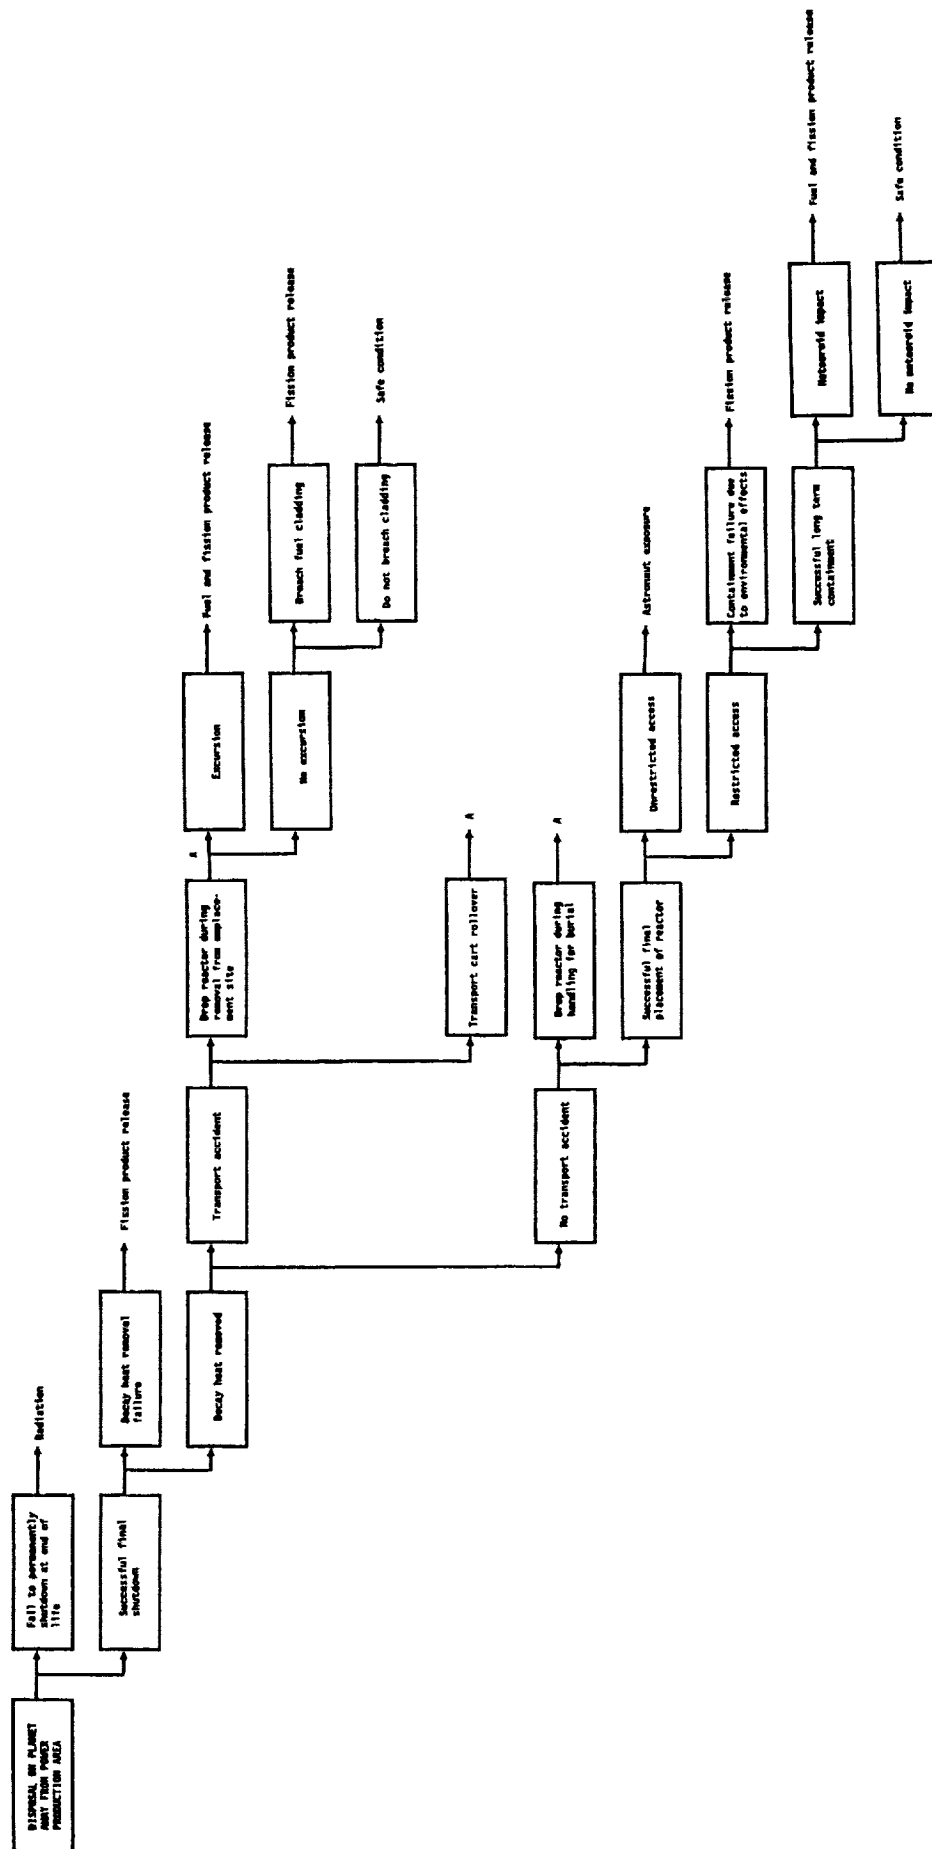 DISPOSAL ON PLANET
AWAY FROM POWER
PRODUCTION AREA
Fail to permanently
shutdown at end of
life
Radiation
Successful final
shutdown
Decay heat removal
failure
Fission product release
Decay heat removed
Transport accident
Drop reactor during
removal from emplace-
ment site
A
Excursion
Fuel and fission product release
No excursion
Breach fuel cladding
Fission product release
Do not breach cladding
Safe condition
Transport cart rollover
A
No transport accident
Drop reactor during
handling for burial
A
Successful final
placement of reactor
Unrestricted access
Astronaut exposure
Restricted access
Containment failure due
to environmental effects
Fission product release
Successful long term
containment
Meteoroid impact
Fuel and fission product release
No meteoroid impact
Safe condition